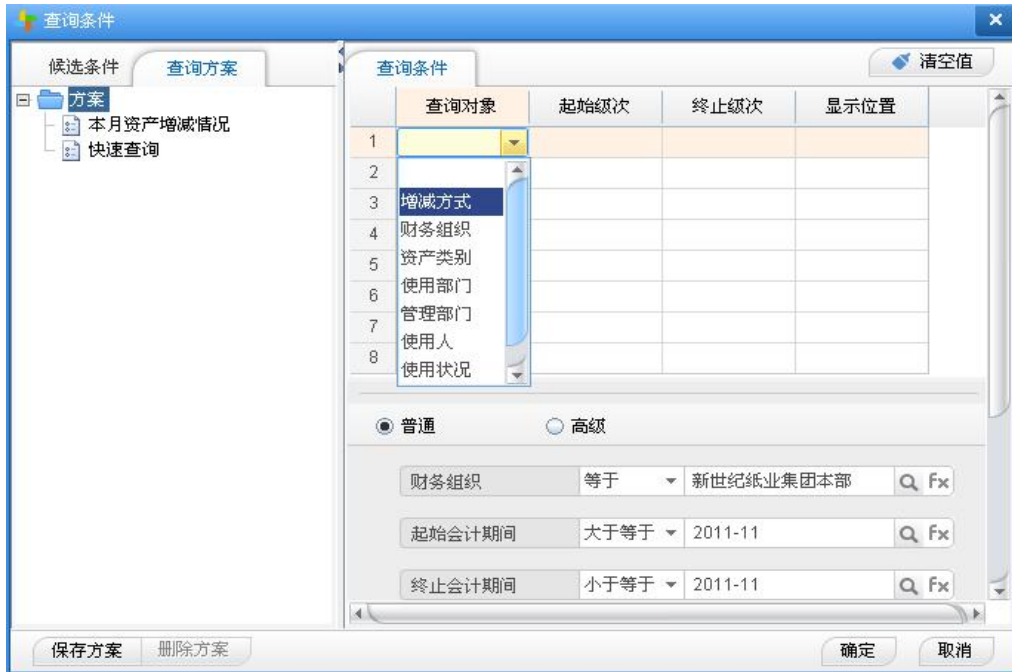 查询条件
候选条件 查询方案
方案
本月资产增减情况
快速查询
查询条件 清空值
查询对象 起始级次 终止级次 显示位置
1
2
3
4
5
6
7
8
增减方式
财务组织
资产类别
使用部门
管理部门
使用人
使用状况
普通 高级
财务组织 等于 新世纪纸业集团本部 fx
起始会计期间 大于等于 2011-11 fx
终止会计期间 小于等于 2011-11 fx
保存方案 删除方案 确定 取消